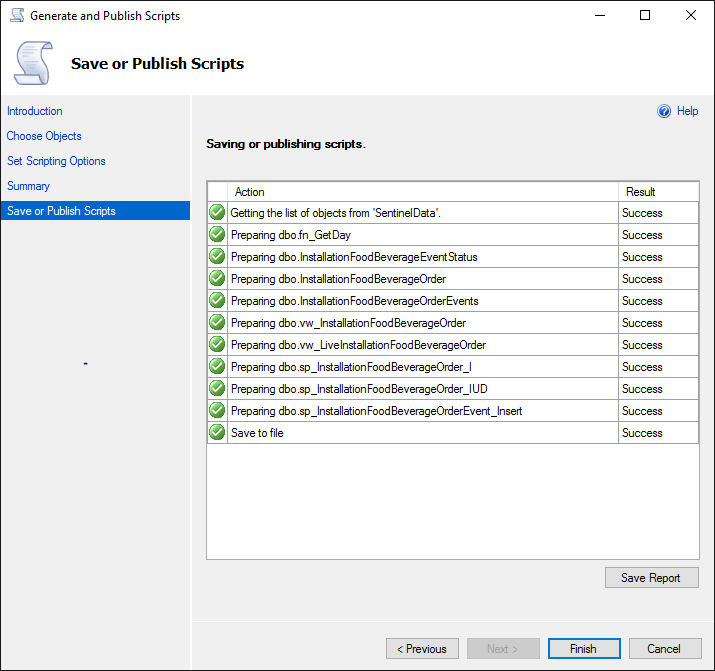 Generate and Publish Scripts
Save or Publish Scripts
Introduction
Choose Objects
Set Scripting Options
Summary
Save or Publish Scripts
Help
Saving or publishing scripts.
Action Result
Getting the list of objects from 'SentinelData'. Success
Preparing dbo.fn_GetDay Success
Preparing dbo.InstallationFoodBeverageEventStatus Success
Preparing dbo.InstallationFoodBeverageOrder Success
Preparing dbo.InstallationFoodBeverageOrderEvents Success
Preparing dbo.vw_InstallationFoodBeverageOrder Success
Preparing dbo.vw_LiveInstallationFoodBeverageOrder Success
Preparing dbo.sp_InstallationFoodBeverageOrder_I Success
Preparing dbo.sp_InstallationFoodBeverageOrder_IUD Success
Preparing dbo.sp_InstallationFoodBeverageOrderEvent_Insert Success
Save to file Success
Save Report
< Previous Next > Finish Cancel